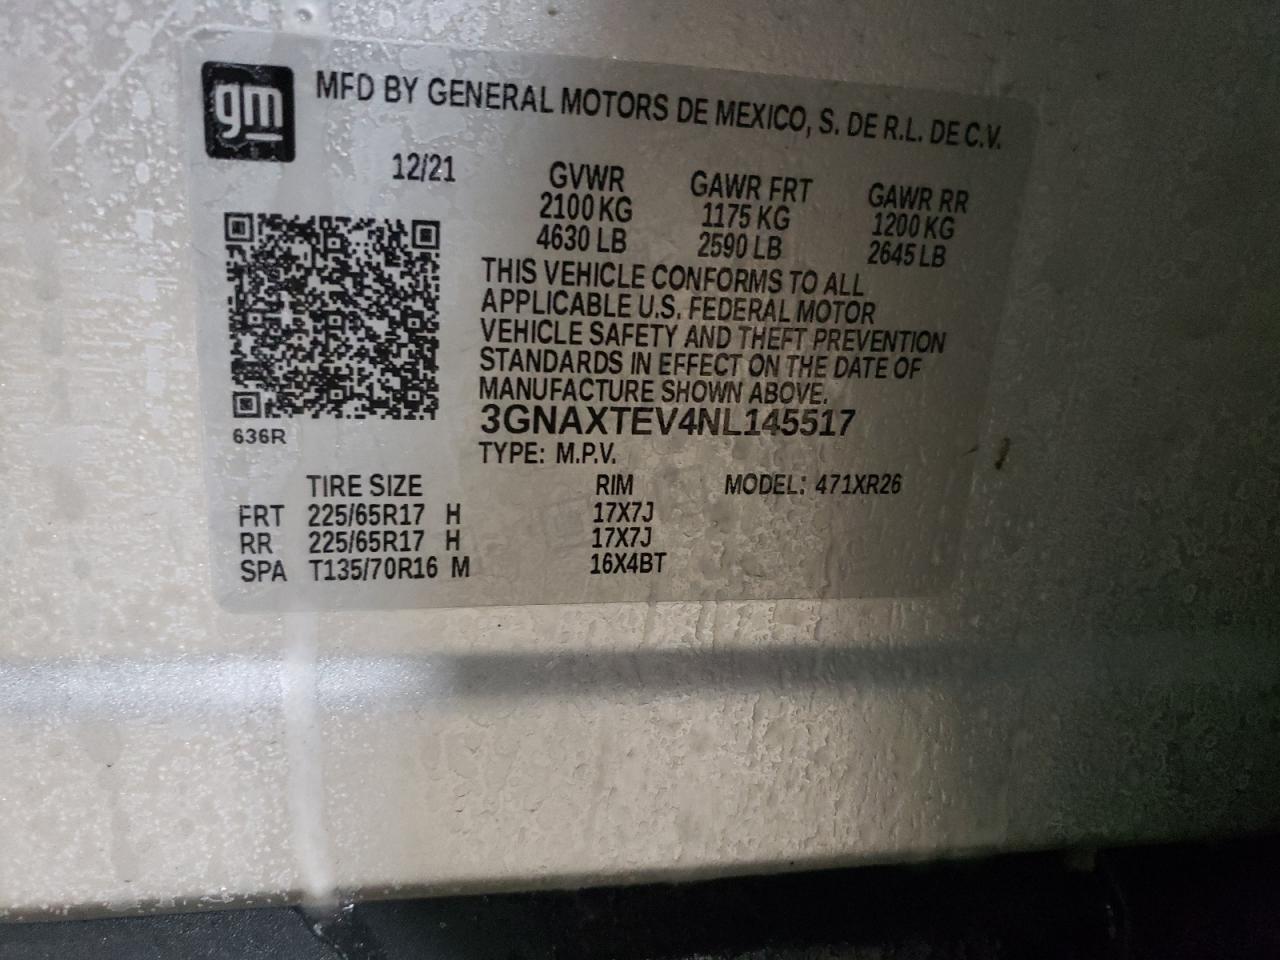 gm
MFD BY GENERAL MOTORS DE MEXICO, S. DE R.L. DE C.V.
12/21
GVWR GAWR FRT GAWR RR
2100 KG 1175 KG 1200 KG
4630 LB 2590 LB 2645 LB
THIS VEHICLE CONFORMS TO ALL
APPLICABLE U.S. FEDERAL MOTOR
VEHICLE SAFETY AND THEFT PREVENTION
STANDARDS IN EFFECT ON THE DATE OF
MANUFACTURE SHOWN ABOVE.
3GNAXTEV4NL145517
636R
TYPE: M.P.V.
TIRE SIZE RIM MODEL: 471XR26
FRT 225/65R17 H 17X7J
RR 225/65R17 H 17X7J
SPA T135/70R16 M 16X4BT